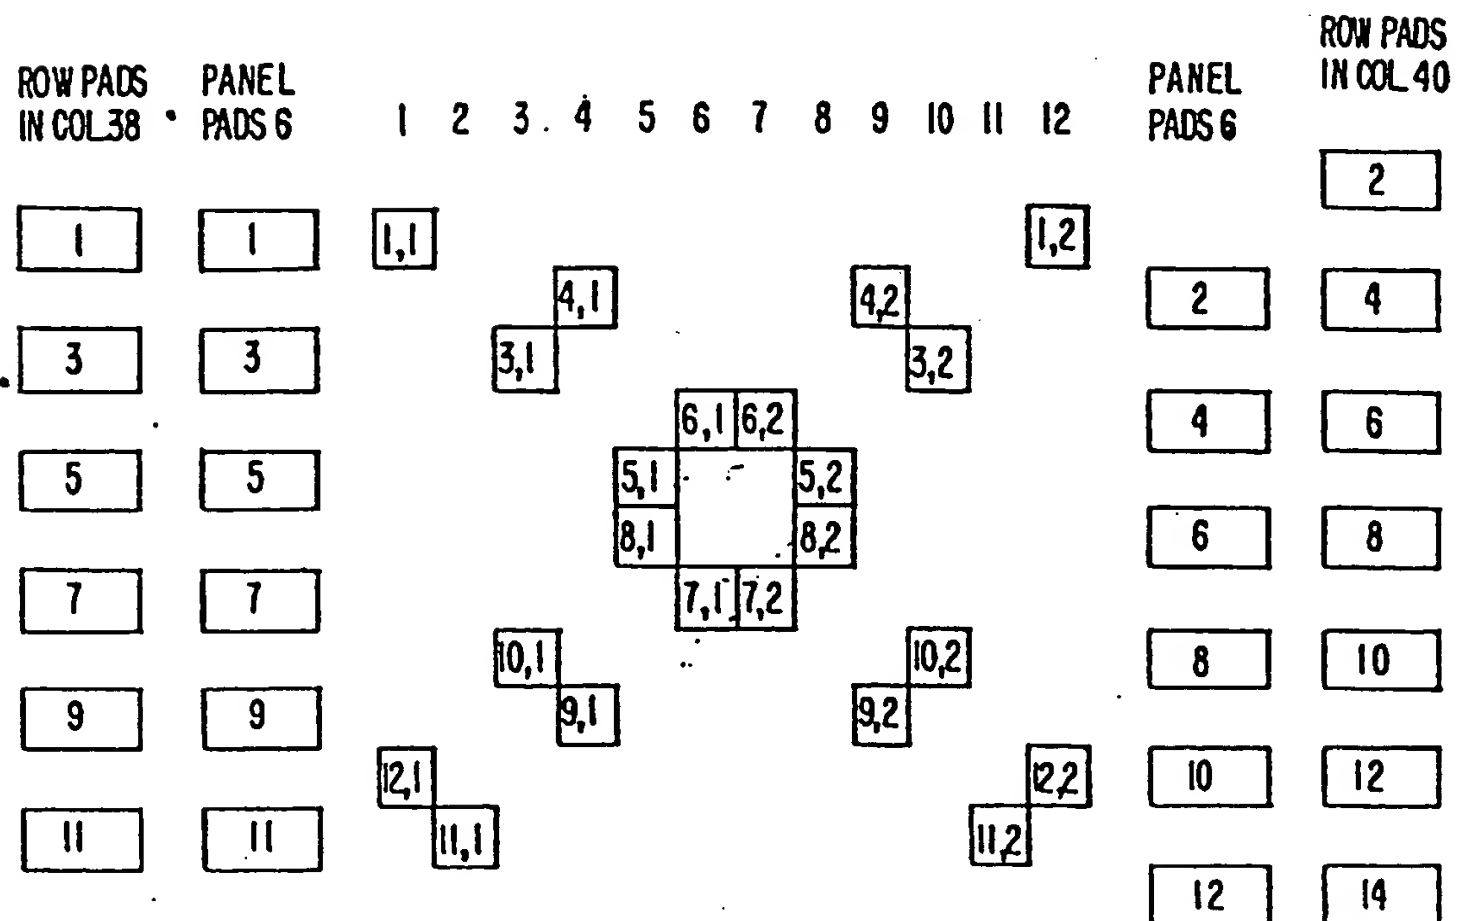 ROW PADS
IN COL 38
PANEL
PADS 6
1 2 3 4 5 6 7 8 9 10 11 12
PANEL
PADS 6
ROW PADS
IN COL 40
2
1 1 1,1 1,2
4,1 4,2 2 4
3 3 3,1 3,2
6,1 6,2 4 6
5 5 5,1 5,2
8,1 8,2 6 8
7 7 7,1 7,2
10,1 10,2 8 10
9 9 9,1 9,2
12,1 12,2 10 12
11 11 11,1 11,2
12 14